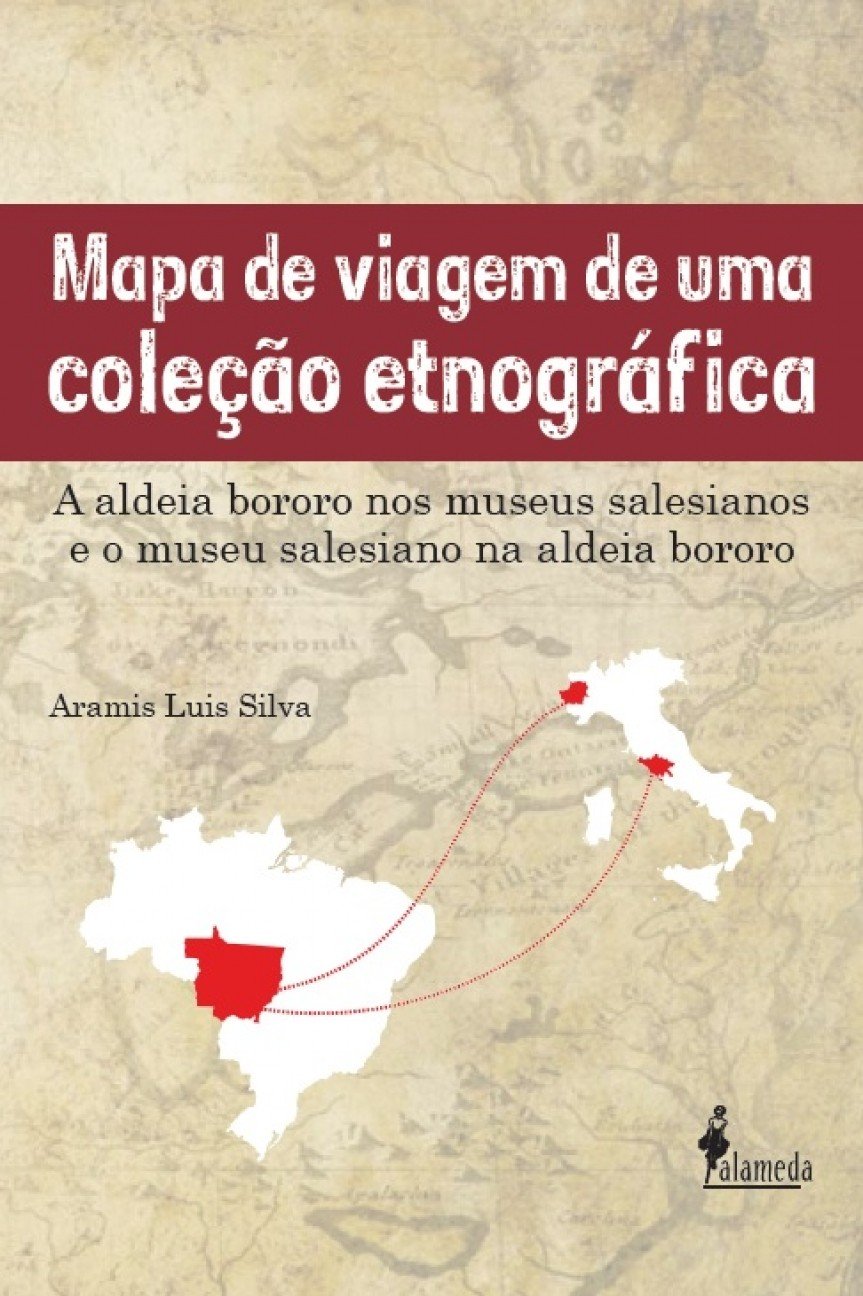 Mapa de viagem de uma
coleção etnográfica
A aldeia bororo nos museus salesianos
e o museu salesiano na aldeia bororo
Aramis Luis Silva
alameda